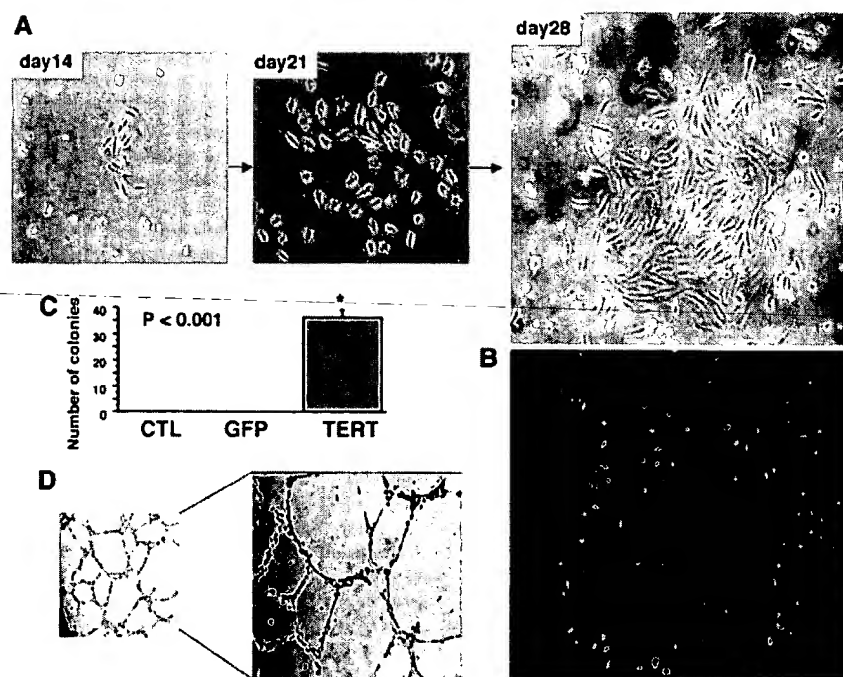 A
day14
day21
day28
C
Number of colonies
40
30
20
10
0
P < 0.001
*
CTL GFP TERT
B
D